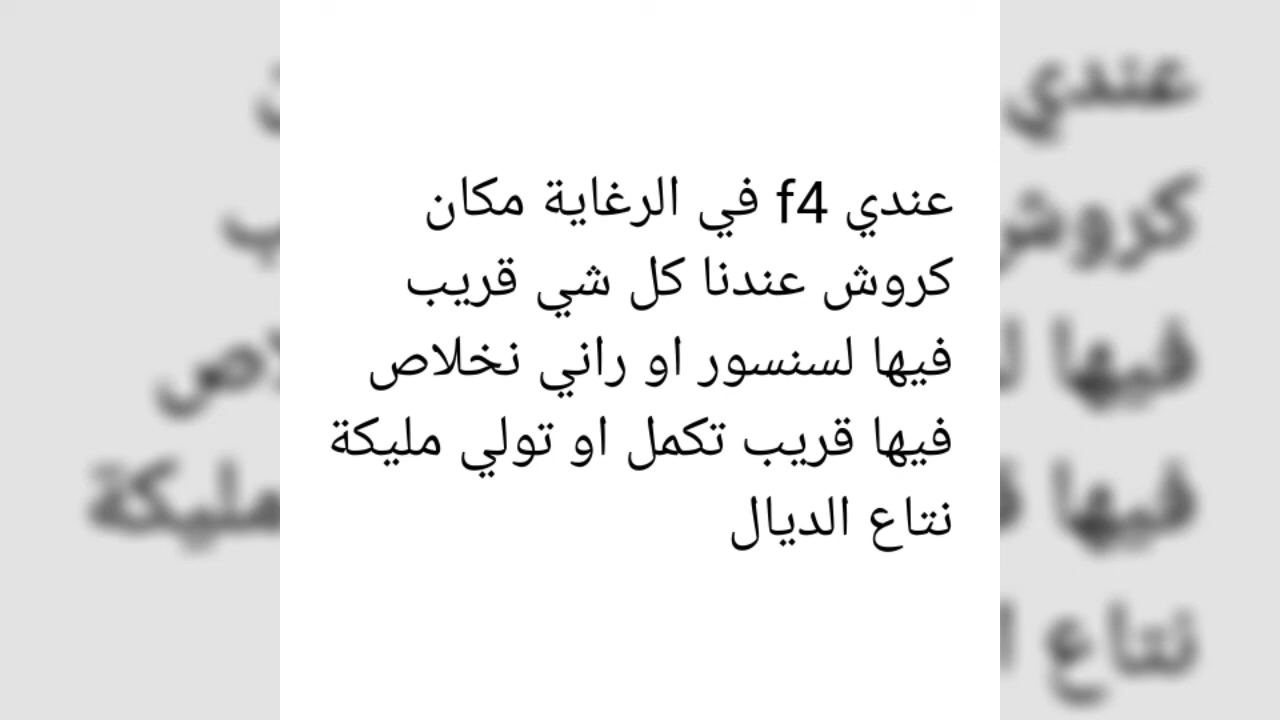 عندي f4 في الرغاية مكان
كروش عندنا كل شي قريب
فيها لسنسور او راني نخلاص
فيها قريب تكمل او تولي مليكة
نتاع الديال